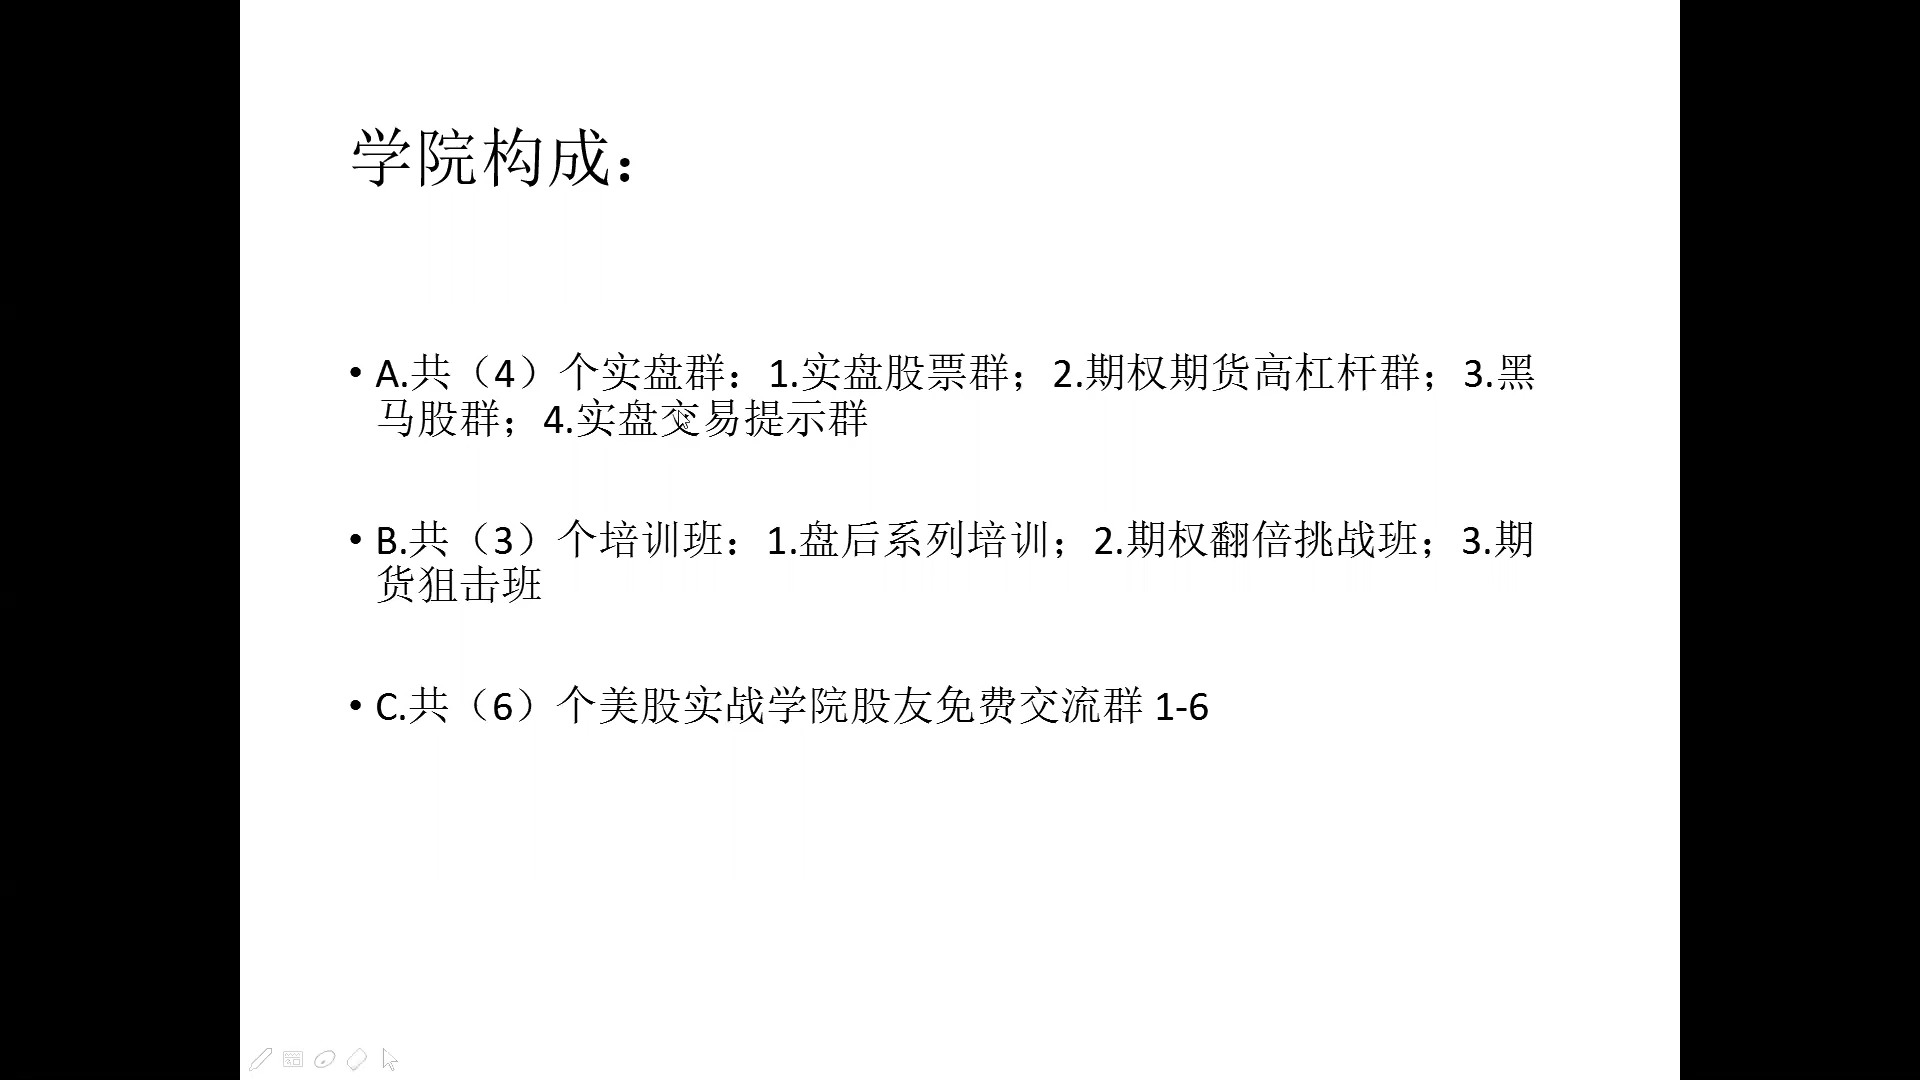 学院构成：
• A.共（4）个实盘群：1.实盘股票群；2.期权期货高杠杆群；3.黑
马股群；4.实盘交易提示群
• B.共（3）个培训班：1.盘后系列培训；2.期权翻倍挑战班；3.期
货狙击班
• C.共（6）个美股实战学院股友免费交流群 1-6